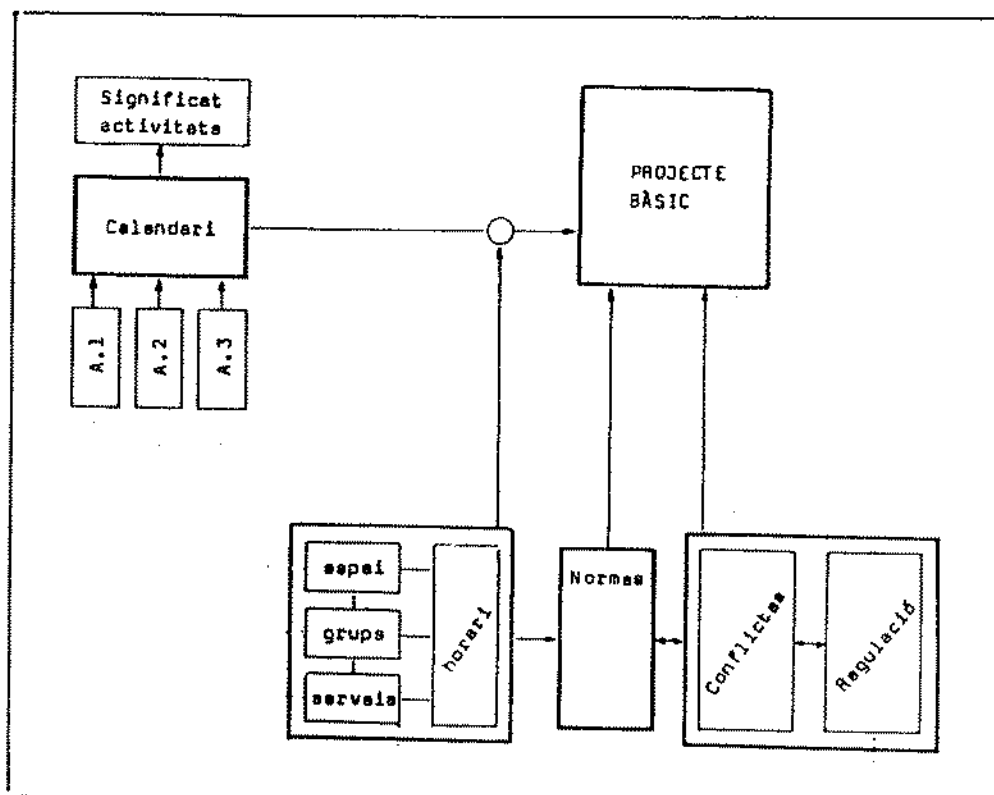 Significat
activitats
Calendari
A.1
A.2
A.3
PROJECTE
BÀSIC
espai
grups
serveis
horari
Normes
Conflictes
Regulació